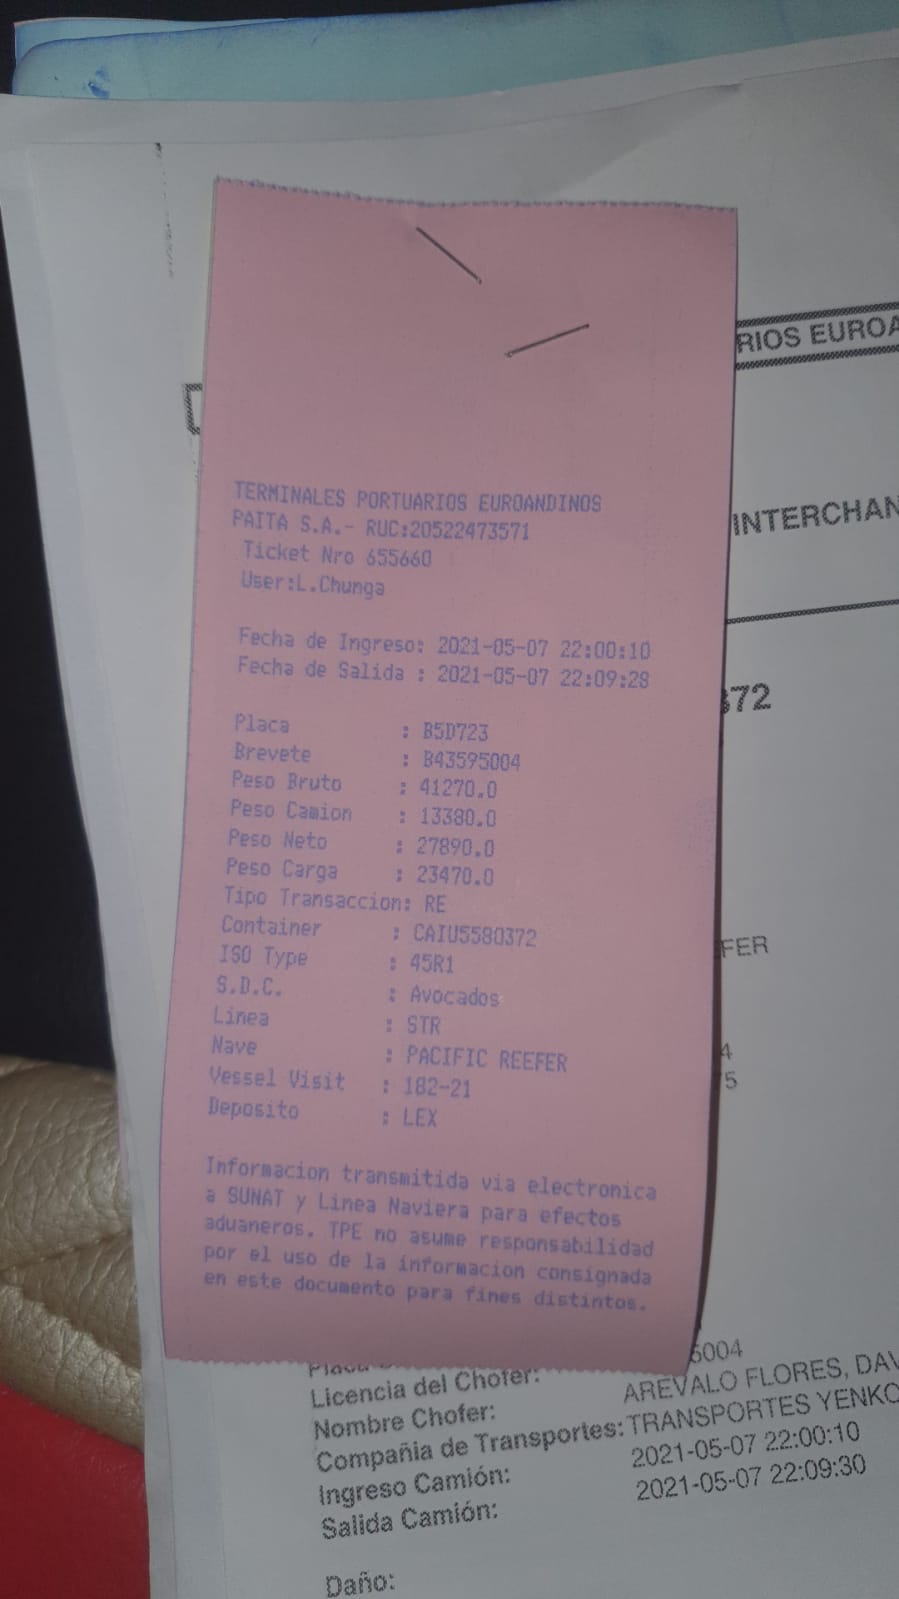 TERMINALES PORTUARIOS EUROANDINOS
PAITA S.A.- RUC:20522473571
Ticket Nro 655660
User:L.Chunga
Fecha de Ingreso: 2021-05-07 22:00:10
Fecha de Salida : 2021-05-07 22:09:28
Placa : B5D723
Brevete : B43595004
Peso Bruto : 41270.0
Peso Camion : 13380.0
Peso Neto : 27890.0
Peso Carga : 23470.0
Tipo Transaccion: RE
Container : CAIU5580372
ISO Type : 45R1
S.D.C. : Avocados
Linea : STR
Nave : PACIFIC REEFER
Vessel Visit : 182-21
Deposito : LEX
Informacion transmitida via electronica
a SUNAT y Linea Naviera para efectos
aduaneros. TPE no asume responsabilidad
por el uso de la informacion consignada
en este documento para fines distintos.
RIOS EUROA
INTERCHAN
372
FER
4
5
Licencia del Chofer: 5004
Nombre Chofer: AREVALO FLORES, DAV
Compañia de Transportes: TRANSPORTES YENKO
Ingreso Camión: 2021-05-07 22:00:10
Salida Camión: 2021-05-07 22:09:30
Daño: